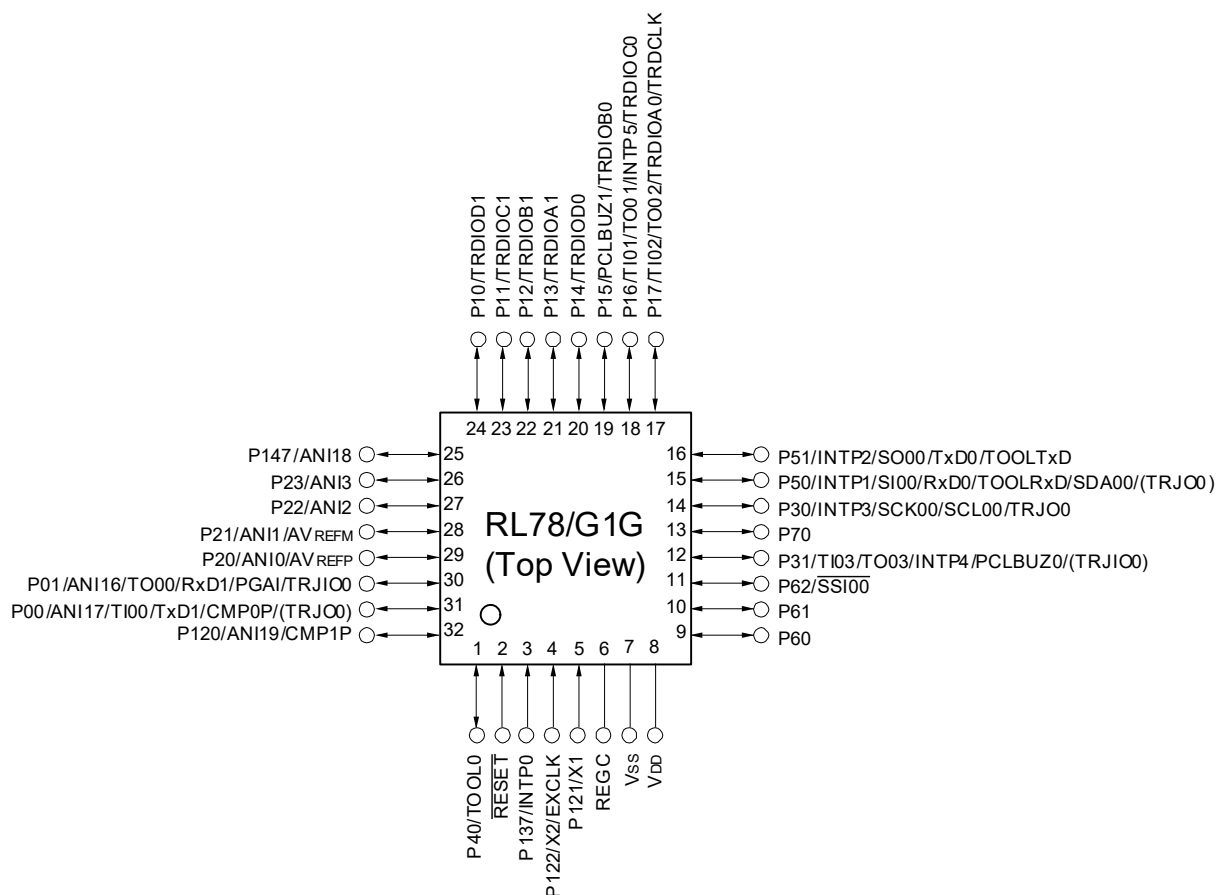 P10/TRDIOD1
P11/TRDIOC1
P12/TRDIOB1
P13/TRDIOA1
P14/TRDIOD0
P15/PCLBUZ1/TRDIOB0
P16/TI01/TO01/INTP5/TRDIOC0
P17/TI02/TO02/TRDIOA0/TRDCLK
24 23 22 21 20 19 18 17
P147/ANI18 25
P23/ANI3 26
P22/ANI2 27
P21/ANI1/AVREFM 28
P20/ANI0/AVREFP 29
P01/ANI16/TO00/RxD1/PGAI/TRJIO0 30
P00/ANI17/TI00/TxD1/CMP0P/(TRJO0) 31
P120/ANI19/CMP1P 32
RL78/G1G
(Top View)
16 P51/INTP2/SO00/TxD0/TOOLTxD
15 P50/INTP1/SI00/RxD0/TOOLRxD/SDA00/(TRJO0)
14 P30/INTP3/SCK00/SCL00/TRJO0
13 P70
12 P31/TI03/TO03/INTP4/PCLBUZ0/(TRJIO0)
11 P62/SSI00
10 P61
9 P60
1 2 3 4 5 6 7 8
P40/TOOL0
RESET
P137/INTP0
P122/X2/EXCLK
P121/X1
REGC
VSS
VDD